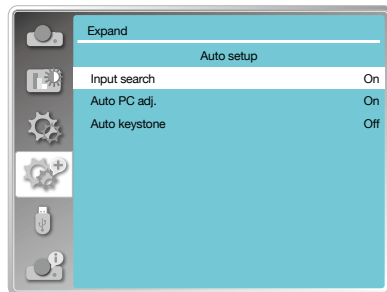 Expand
Auto setup
Input search On
Auto PC adj. On
Auto keystone Off